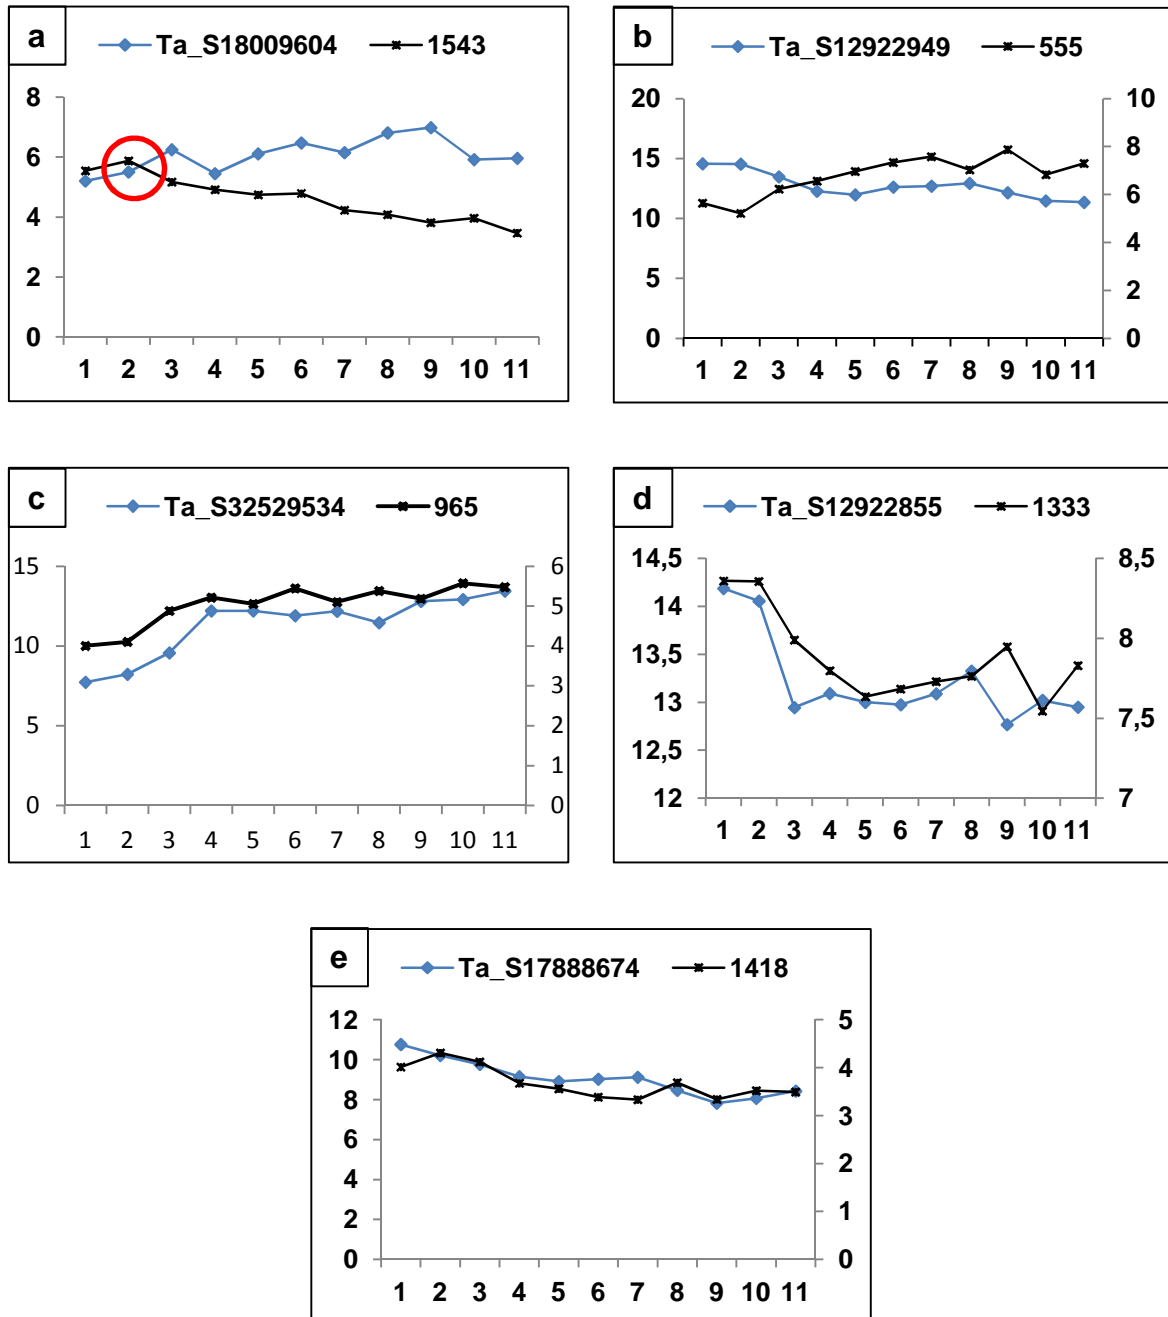 a
Ta_S18009604 1543
8
6
4
2
0
1 2 3 4 5 6 7 8 9 10 11
b
Ta_S12922949 555
20 10
15 8
10 6
5 4
0 2
0
1 2 3 4 5 6 7 8 9 10 11
c
Ta_S32529534 965
15 6
10 5
5 4
0 3
2
1
0
1 2 3 4 5 6 7 8 9 10 11
d
Ta_S12922855 1333
14,5 8,5
14 8
13,5 7,5
13 7
12,5
12
1 2 3 4 5 6 7 8 9 10 11
e
Ta_S17888674 1418
12 5
10 4
8 3
6 2
4 1
2 0
0
1 2 3 4 5 6 7 8 9 10 11